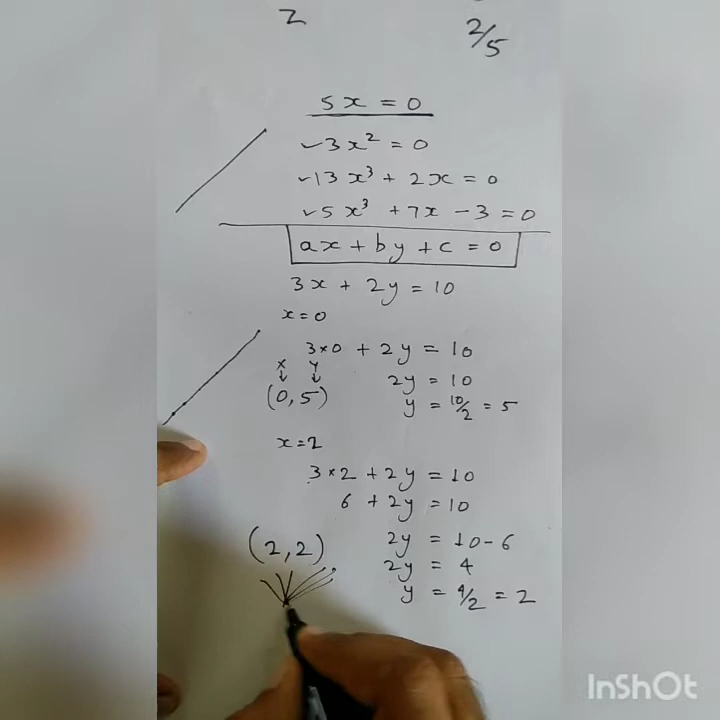 2
2/5
5x = 0
✓3x² = 0
✓13x³ + 2x = 0
✓5x³ + 7x - 3 = 0
ax + by + c = 0
3x + 2y = 10
x = 0
3×0 + 2y = 10
x y
↓ ↓
2y = 10
(0, 5)
y = 10/2 = 5
x = 2
3×2 + 2y = 10
6 + 2y = 10
(2, 2)
2y = 10 - 6
2y = 4
y = 4/2 = 2
InShOt